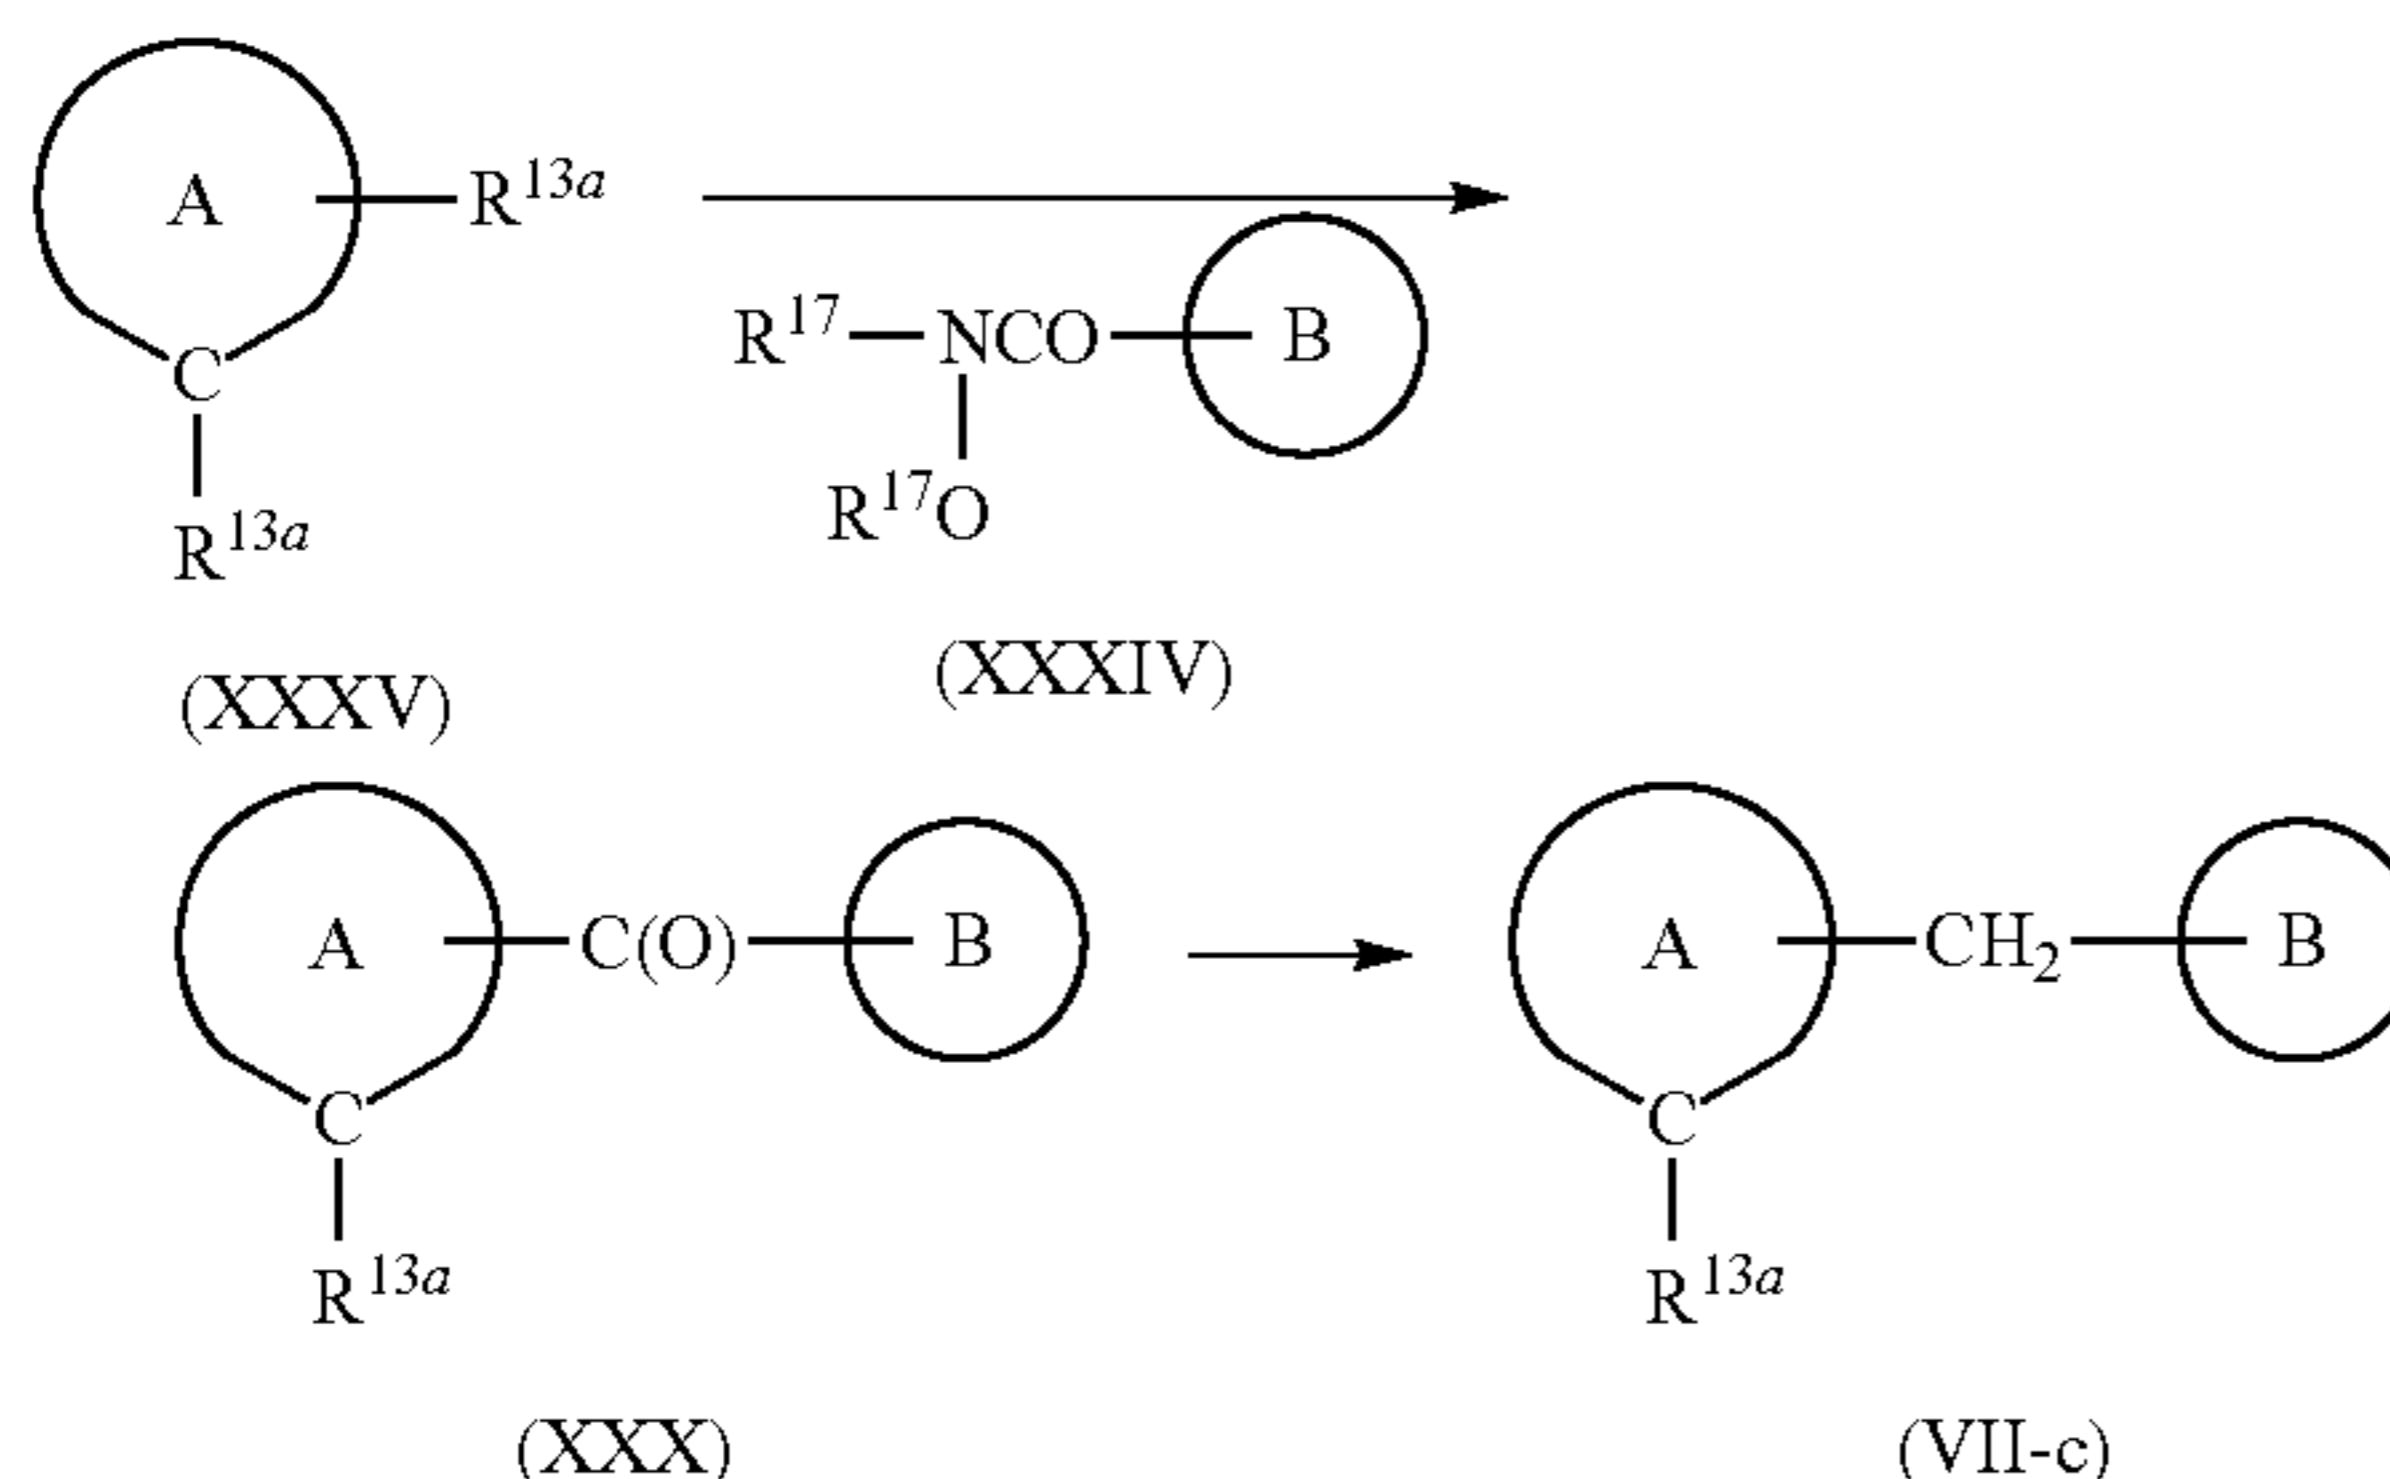 A R13a
R17 NCO B
C
R17O
R13a
(XXXIV)
(XXXV)
A C(O) B A CH2 B
C C
R13a R13a
(XXX) (VII-c)